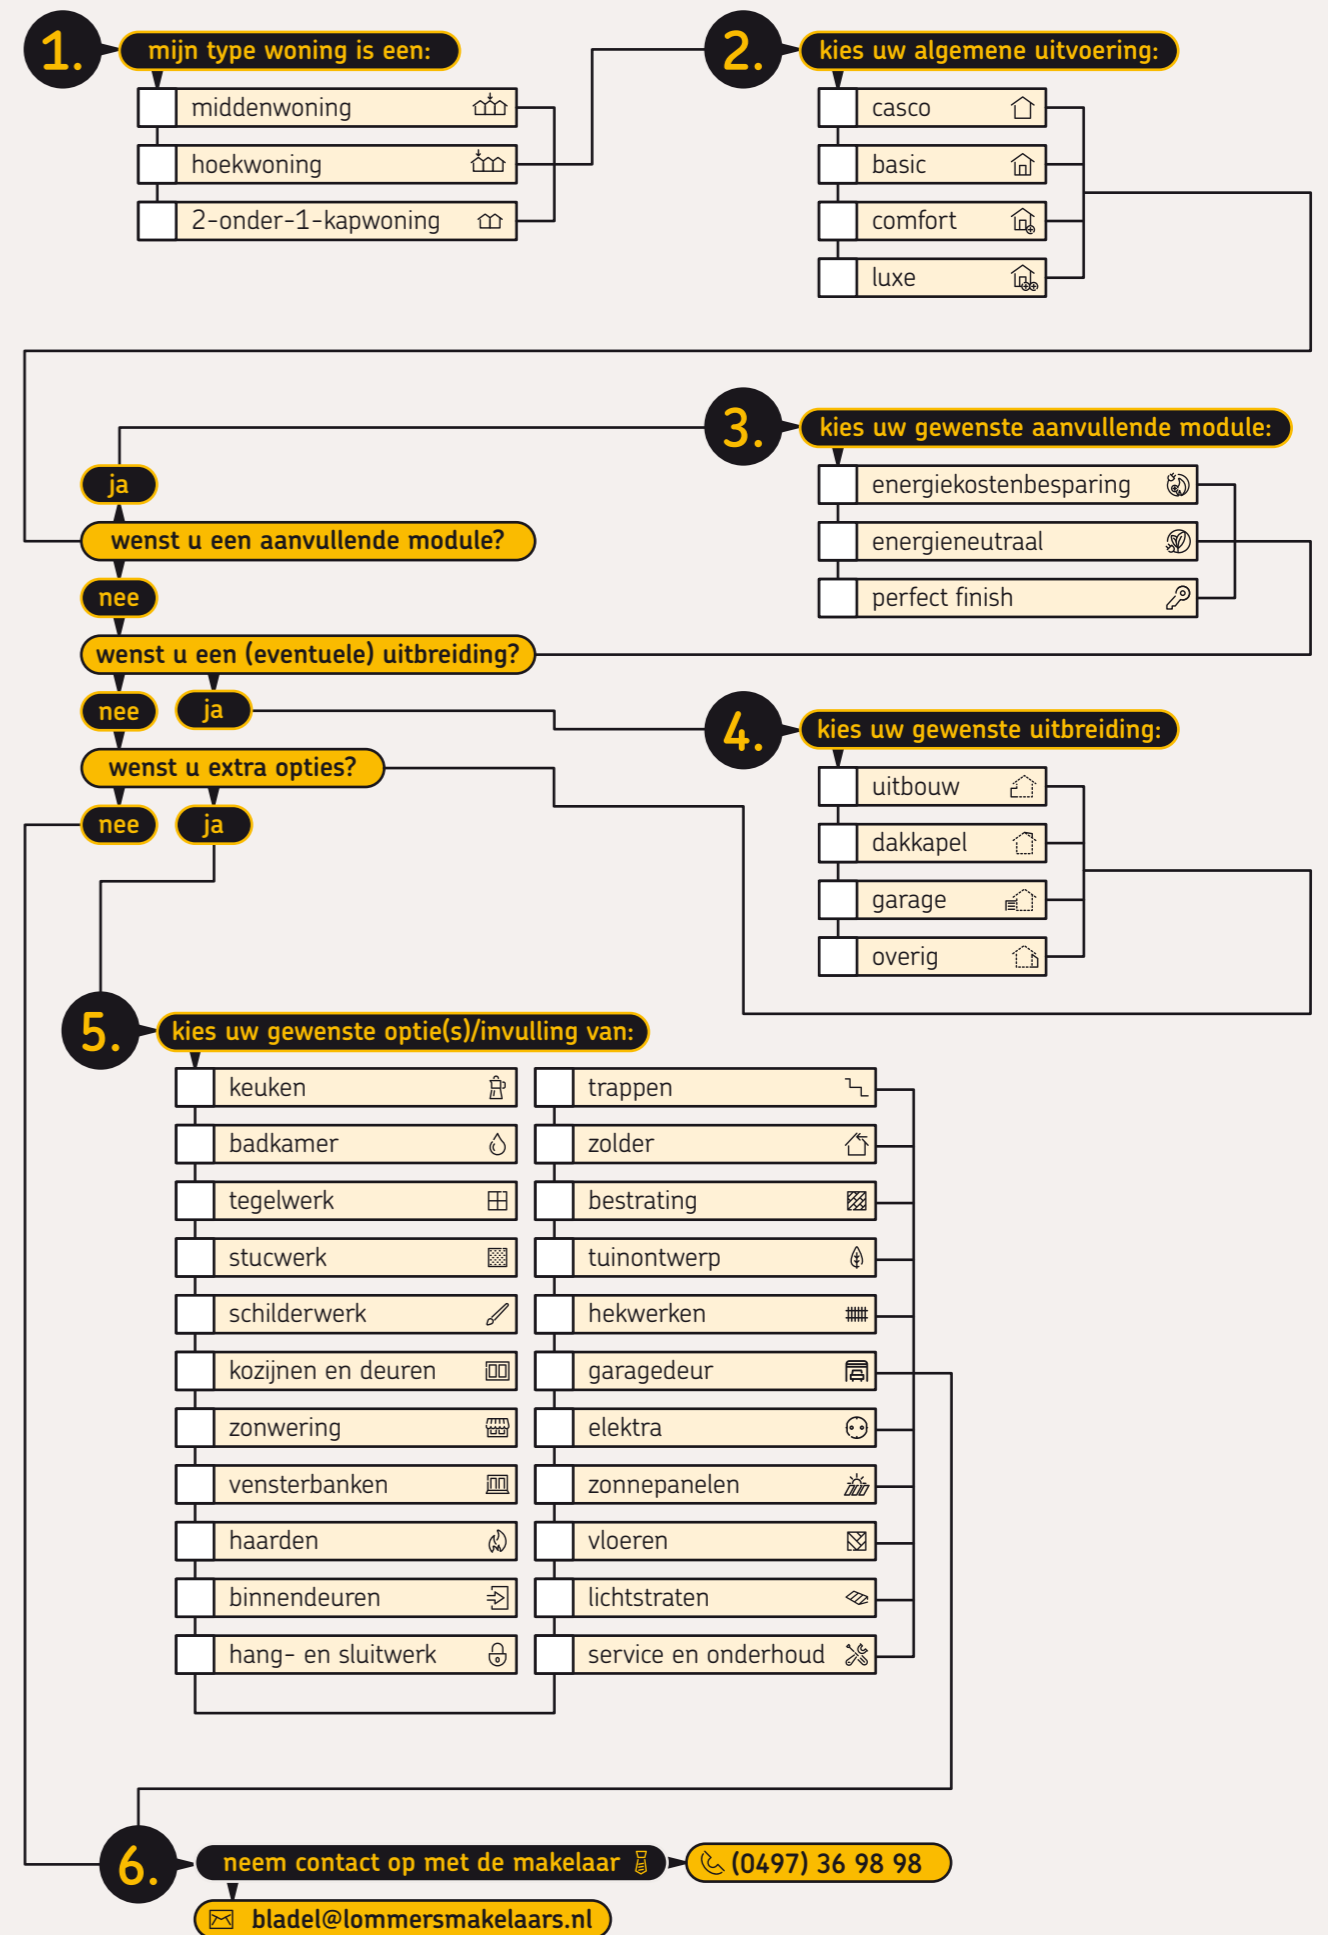 1.
mijn type woning is een:
middenwoning
hoekwoning
2-onder-1-kapwoning
2.
kies uw algemene uitvoering:
casco
basic
comfort
luxe
3.
kies uw gewenste aanvullende module:
energiekostenbesparing
energieneutraal
perfect finish
ja
wenst u een aanvullende module?
nee
wenst u een (eventuele) uitbreiding?
nee
ja
4.
kies uw gewenste uitbreiding:
uitbouw
dakkapel
garage
overig
wenst u extra opties?
nee
ja
5.
kies uw gewenste optie(s)/invulling van:
keuken
badkamer
tegelwerk
stucwerk
schilderwerk
kozijnen en deuren
zonwering
vensterbanken
haarden
binnendeuren
hang- en sluitwerk
trappen
zolder
bestrating
tuinontwerp
hekwerken
garagedeur
elektra
zonnepanelen
vloeren
lichtstraten
service en onderhoud
6.
neem contact op met de makelaar
(0497) 36 98 98
bladel@lommersmakelaars.nl